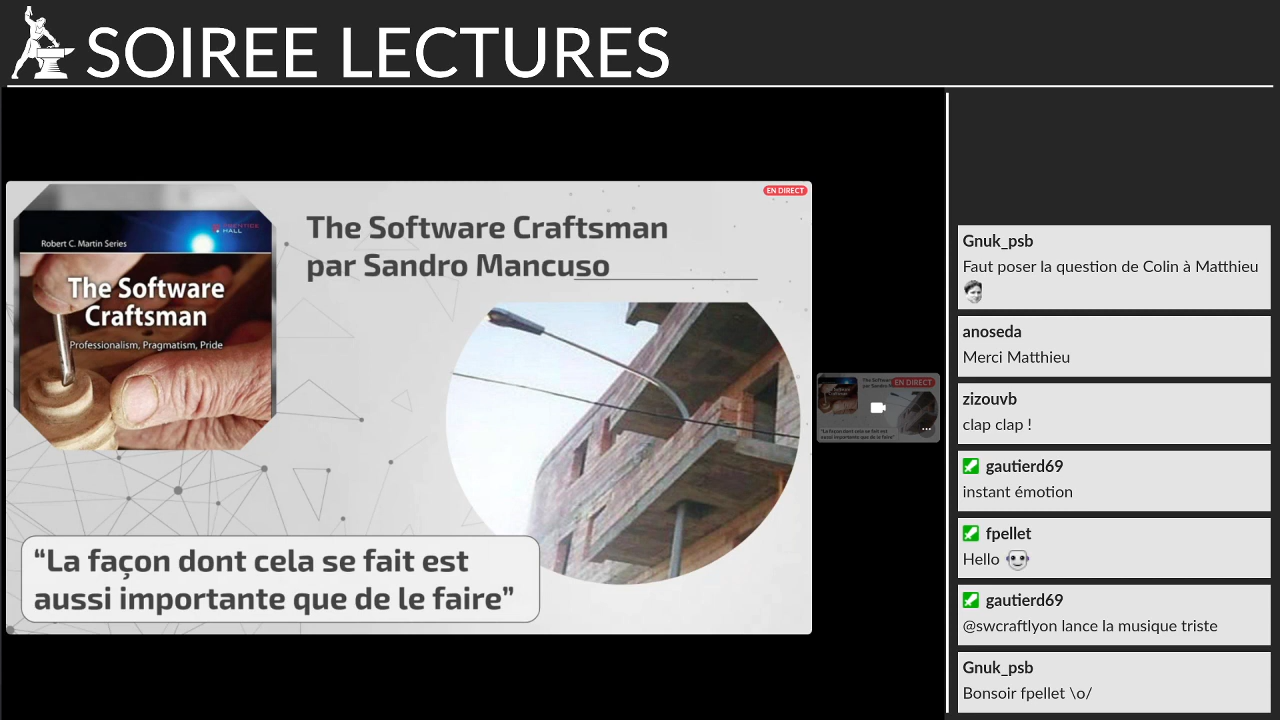 SOIREE LECTURES
EN DIRECT
PRENTICE
HALL
Robert C. Martin Series
The Software
Craftsman
Professionalism, Pragmatism, Pride
The Software Craftsman
par Sandro Mancuso
“La façon dont cela se fait est
aussi importante que de le faire”
EN DIRECT
Gnuk_psb
Faut poser la question de Colin à Matthieu
anoseda
Merci Matthieu
zizouvb
clap clap !
gautierd69
instant émotion
fpellet
Hello
gautierd69
@swcraftlyon lance la musique triste
Gnuk_psb
Bonsoir fpellet \o/